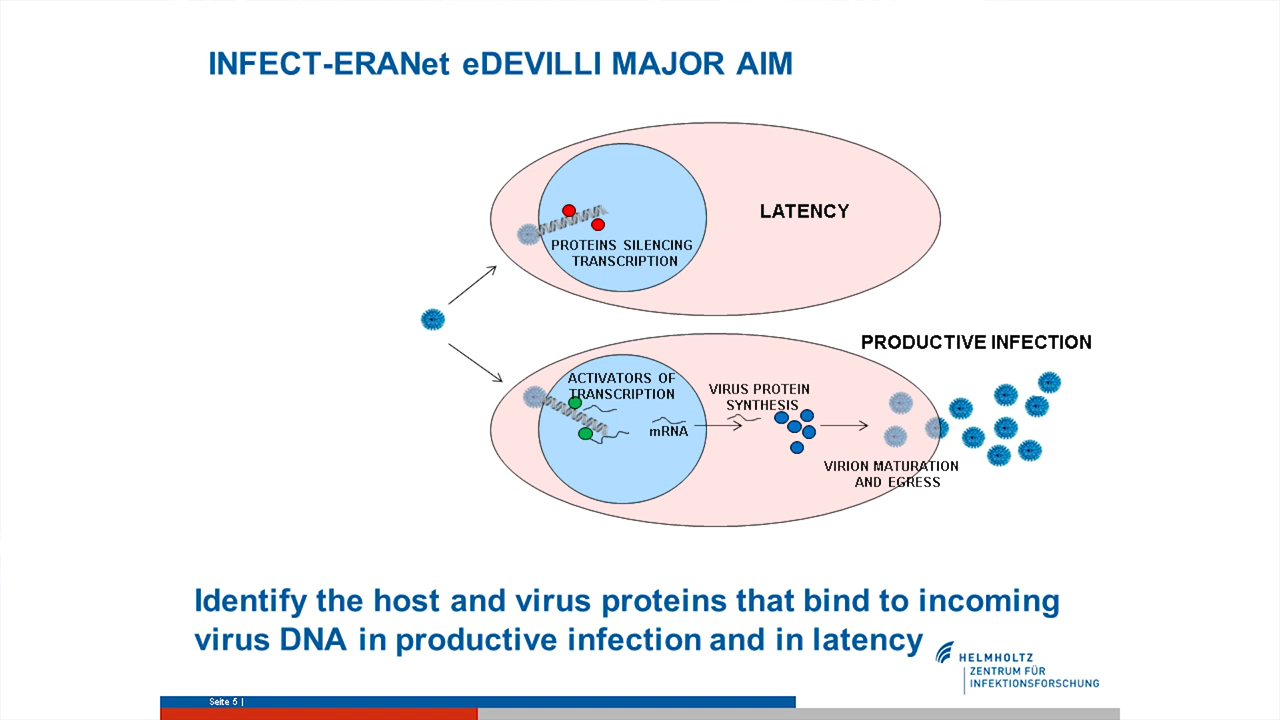 INFECT-ERANet eDEVILLI MAJOR AIM
LATENCY
PROTEINS SILENCING
TRANSCRIPTION
PRODUCTIVE INFECTION
ACTIVATORS OF
TRANSCRIPTION
mRNA
VIRUS PROTEIN
SYNTHESIS
VIRION MATURATION
AND EGRESS
Identify the host and virus proteins that bind to incoming
virus DNA in productive infection and in latency
HELMHOLTZ
ZENTRUM FÜR
INFEKTIONSFORSCHUNG
Seite 5 |